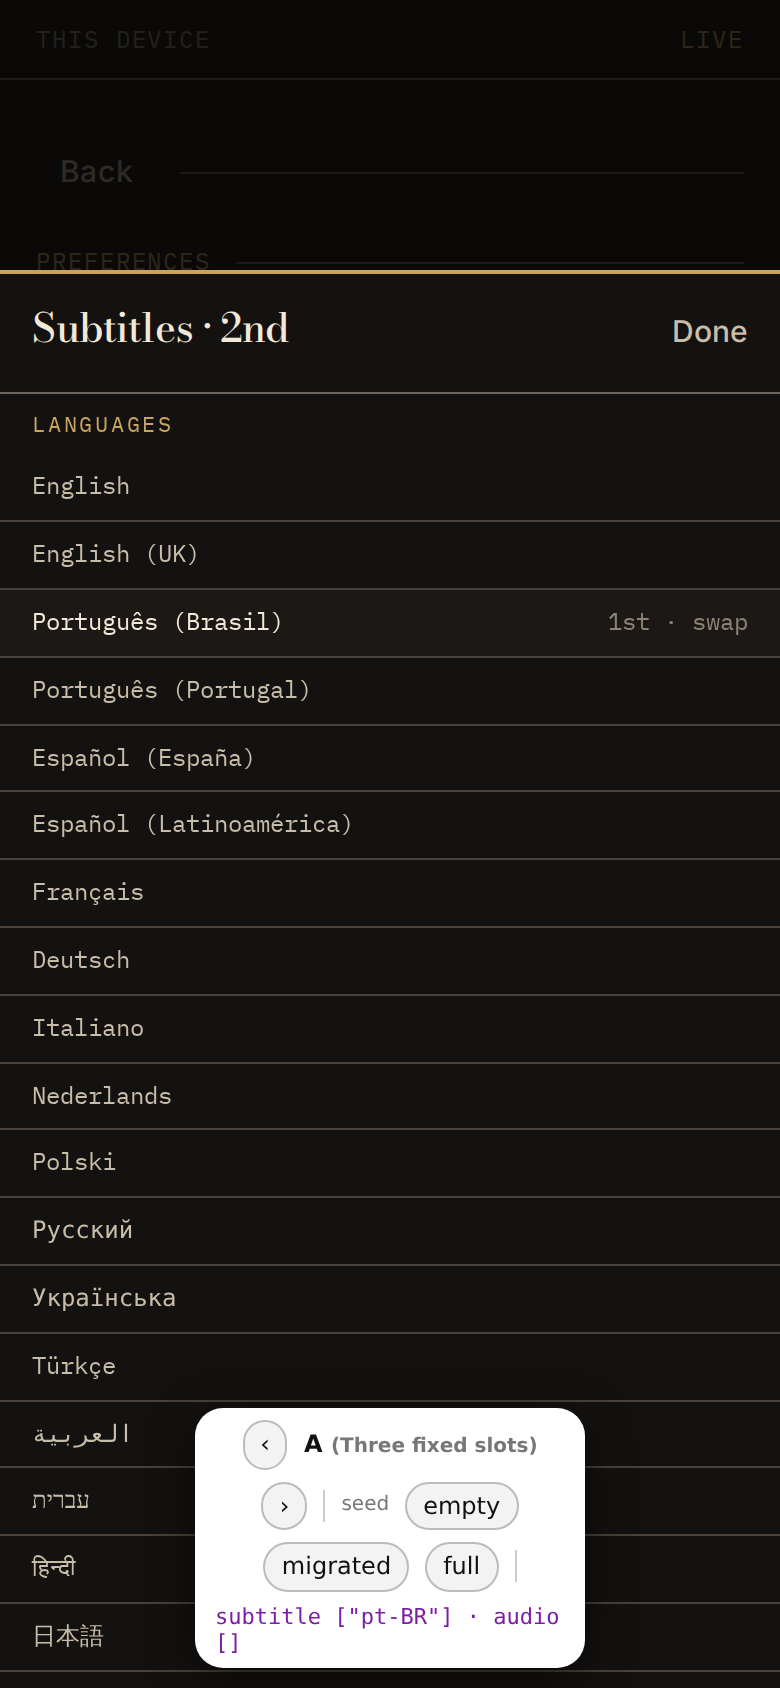 THIS DEVICE LIVE
Back
PREFERENCES
Subtitles · 2nd Done
LANGUAGES
English
English (UK)
Português (Brasil) 1st · swap
Português (Portugal)
Español (España)
Español (Latinoamérica)
Français
Deutsch
Italiano
Nederlands
Polski
Русский
Українська
Türkçe
العربية
עברית
हिन्दी
日本語
‹ A (Three fixed slots)
› seed empty
migrated full
subtitle ["pt-BR"] · audio
[]